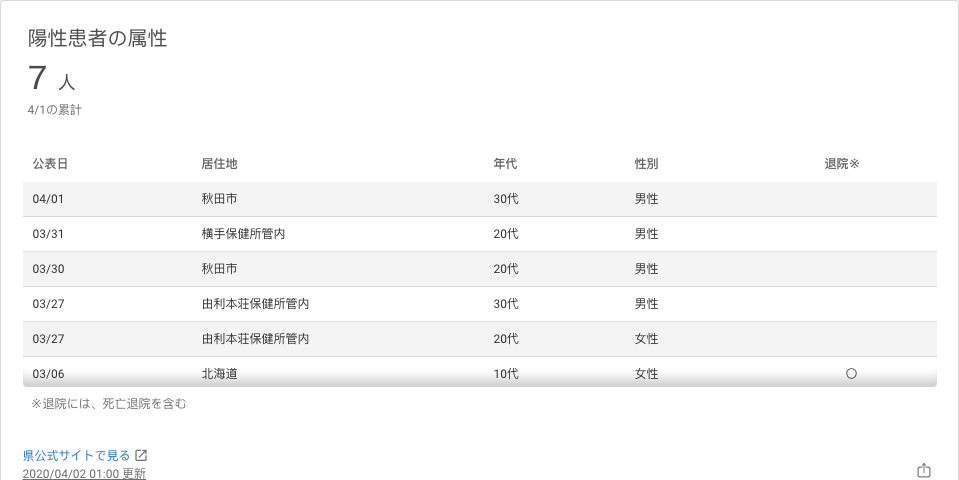 陽性患者の属性
7 人
4/1の累計
公表日 居住地 年代 性別 退院※
04/01 秋田市 30代 男性
03/31 横手保健所管内 20代 男性
03/30 秋田市 20代 男性
03/27 由利本荘保健所管内 30代 男性
03/27 由利本荘保健所管内 20代 女性
03/06 北海道 10代 女性 ○
※退院には、死亡退院を含む
県公式サイトで見る
2020/04/02 01:00 更新